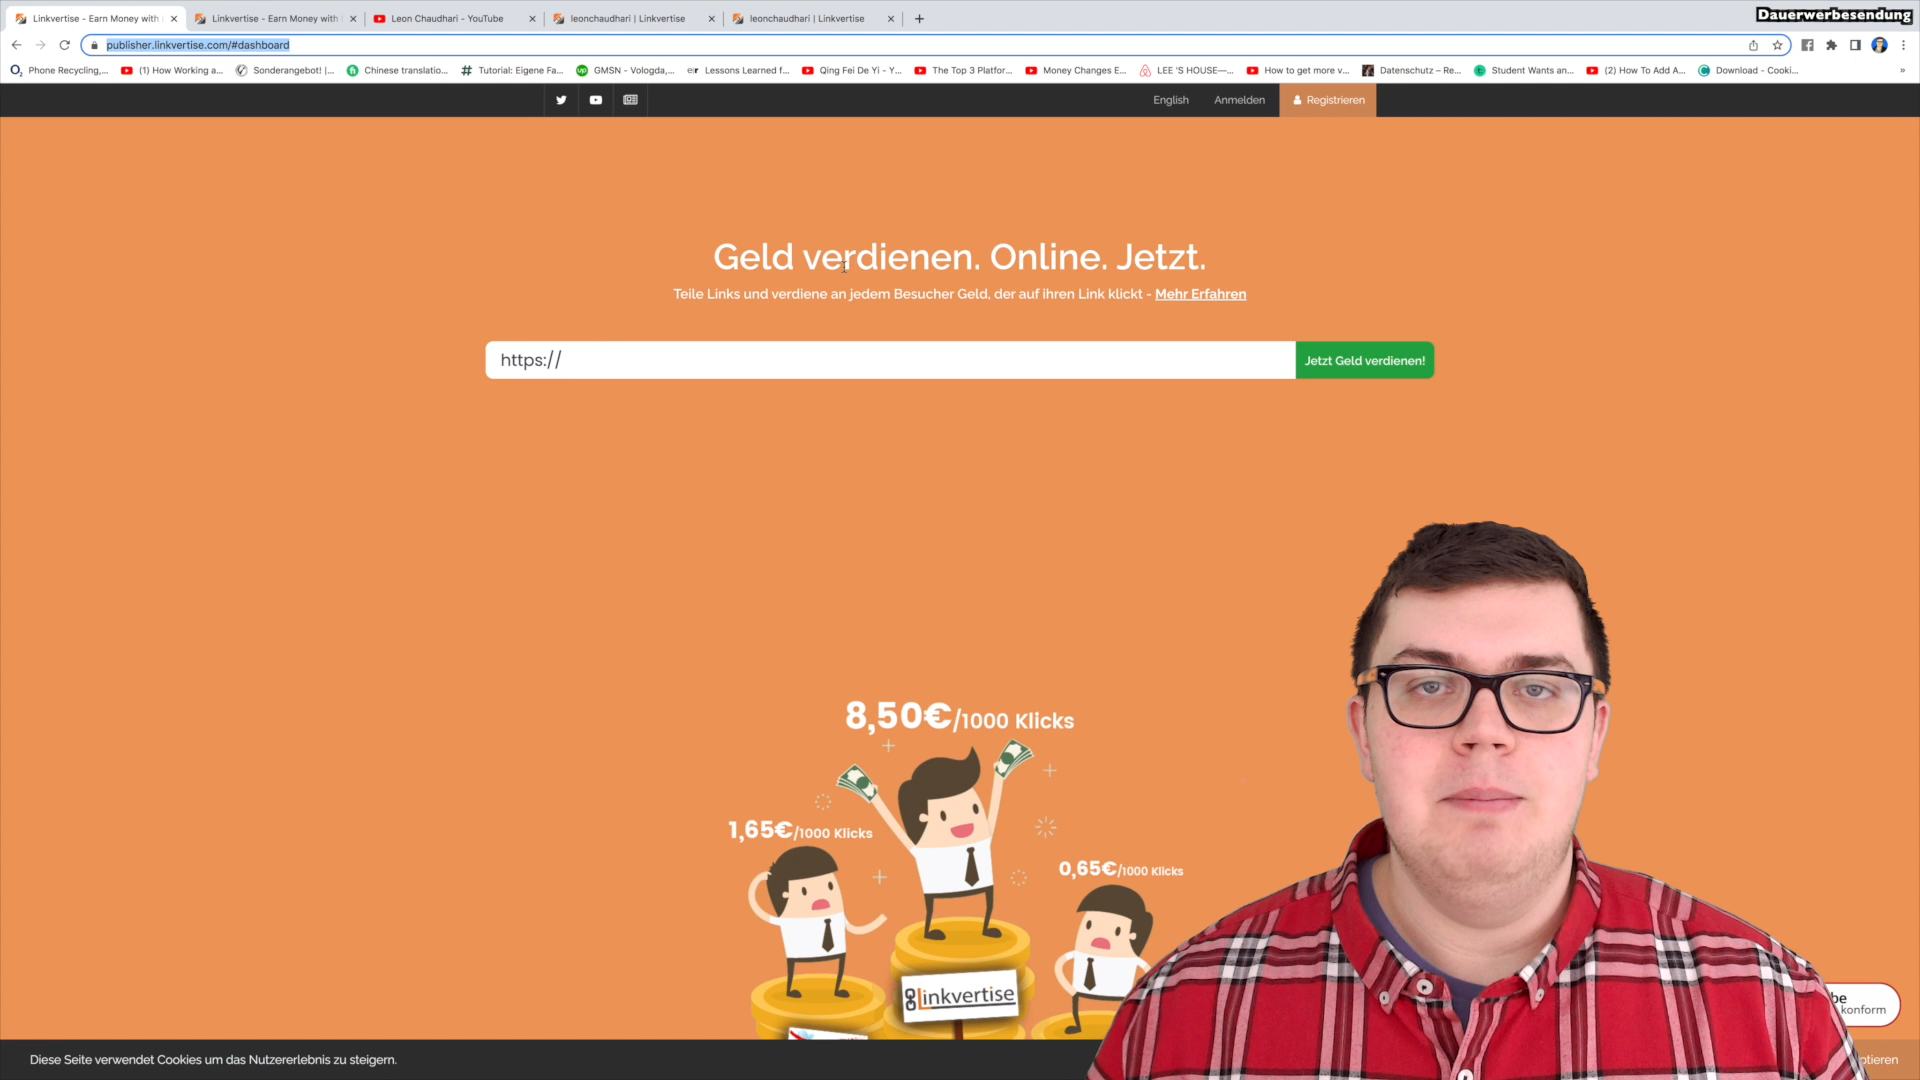 Linkvertise - Earn Money with
Linkvertise - Earn Money with
Leon Chaudhari - YouTube
leonchaudhari | Linkvertise
leonchaudhari | Linkvertise
Dauerwerbesendung
publisher.linkvertise.com/#dashboard
Phone Recycling,...
(1) How Working a...
Sonderangebot! |...
Chinese translatio...
Tutorial: Eigene Fa...
GMSN - Vologda,...
Lessons Learned f...
Qing Fei De Yi - Y...
The Top 3 Platfor...
Money Changes E...
LEE 'S HOUSE—...
How to get more v...
Datenschutz – Re...
Student Wants an...
(2) How To Add A...
Download - Cooki...
English
Anmelden
Registrieren
Geld verdienen. Online. Jetzt.
Teile Links und verdiene an jedem Besucher Geld, der auf ihren Link klickt - Mehr Erfahren
https://
Jetzt Geld verdienen!
8,50€/1000 Klicks
1,65€/1000 Klicks
0,65€/1000 Klicks
Linkvertise
be
konform
Diese Seite verwendet Cookies um das Nutzererlebnis zu steigern.
ptieren